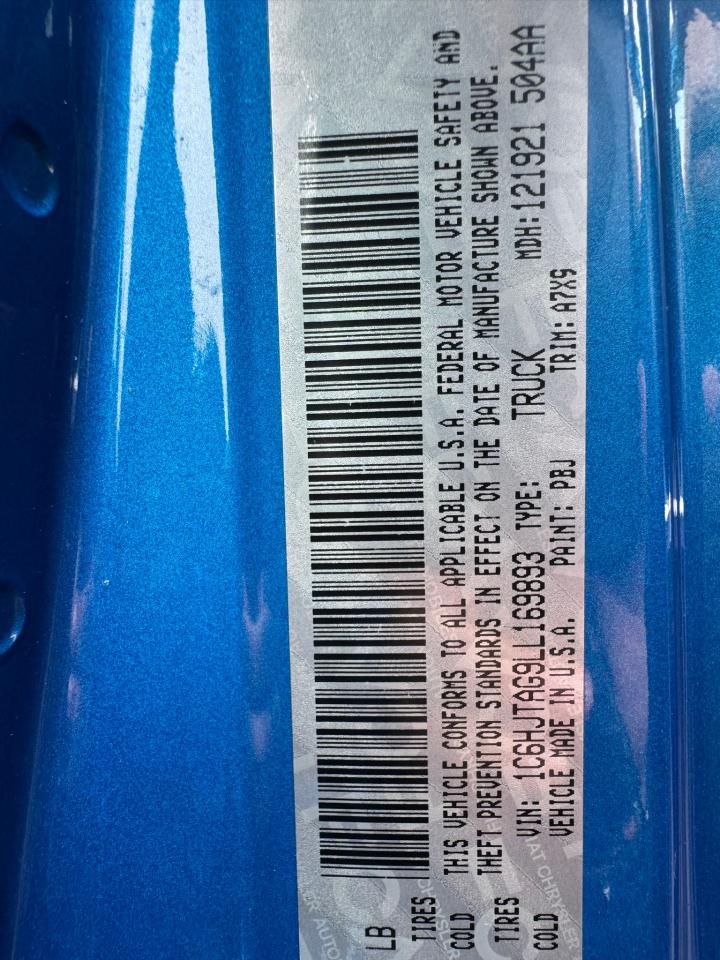 LB
TIRES
COLD
TIRES
COLD
THIS VEHICLE CONFORMS TO ALL APPLICABLE U.S.A. FEDERAL MOTOR VEHICLE SAFETY AND
THEFT PREVENTION STANDARDS IN EFFECT ON THE DATE OF MANUFACTURE SHOWN ABOVE.
VIN: 1C6HJTAG9LL169893 TYPE: TRUCK MDH:121921 504AA
VEHICLE MADE IN U.S.A. PAINT: PBJ TRIM: A7X9